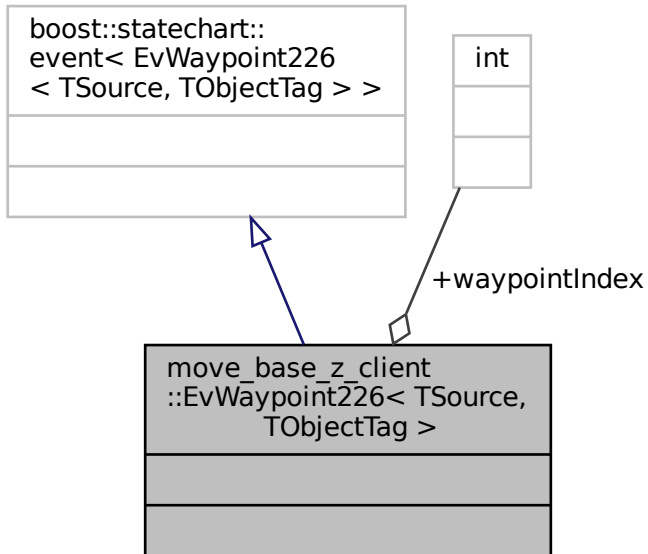 boost::statechart::
event< EvWaypoint226
< TSource, TObjectTag > >
int
+waypointIndex
move_base_z_client
::EvWaypoint226< TSource,
TObjectTag >